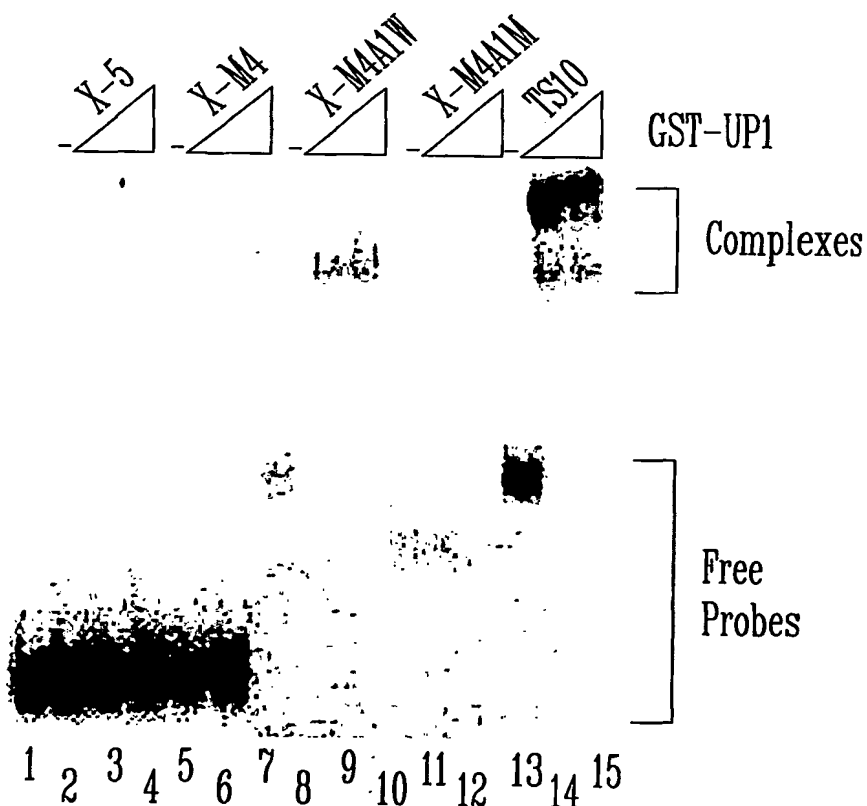 X-5 X-M4 X-M4A1W X-M4A1M TS10
- - - - - GST-UP1
Complexes
Free
Probes
1 2 3 4 5 6 7 8 9 10 11 12 13 14 15